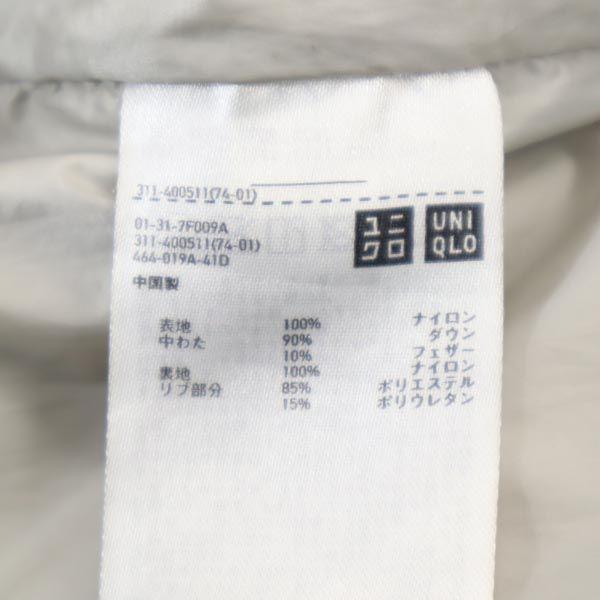 311-400511(74-01)
01-31-7F009A
311-400511(74-01)
464-019A-41D
ユニクロ
UNIQLO
中国製
表地 100% ナイロン
中わた 90% ダウン
10% フェザー
裏地 100% ナイロン
リブ部分 85% ポリエステル
15% ポリウレタン